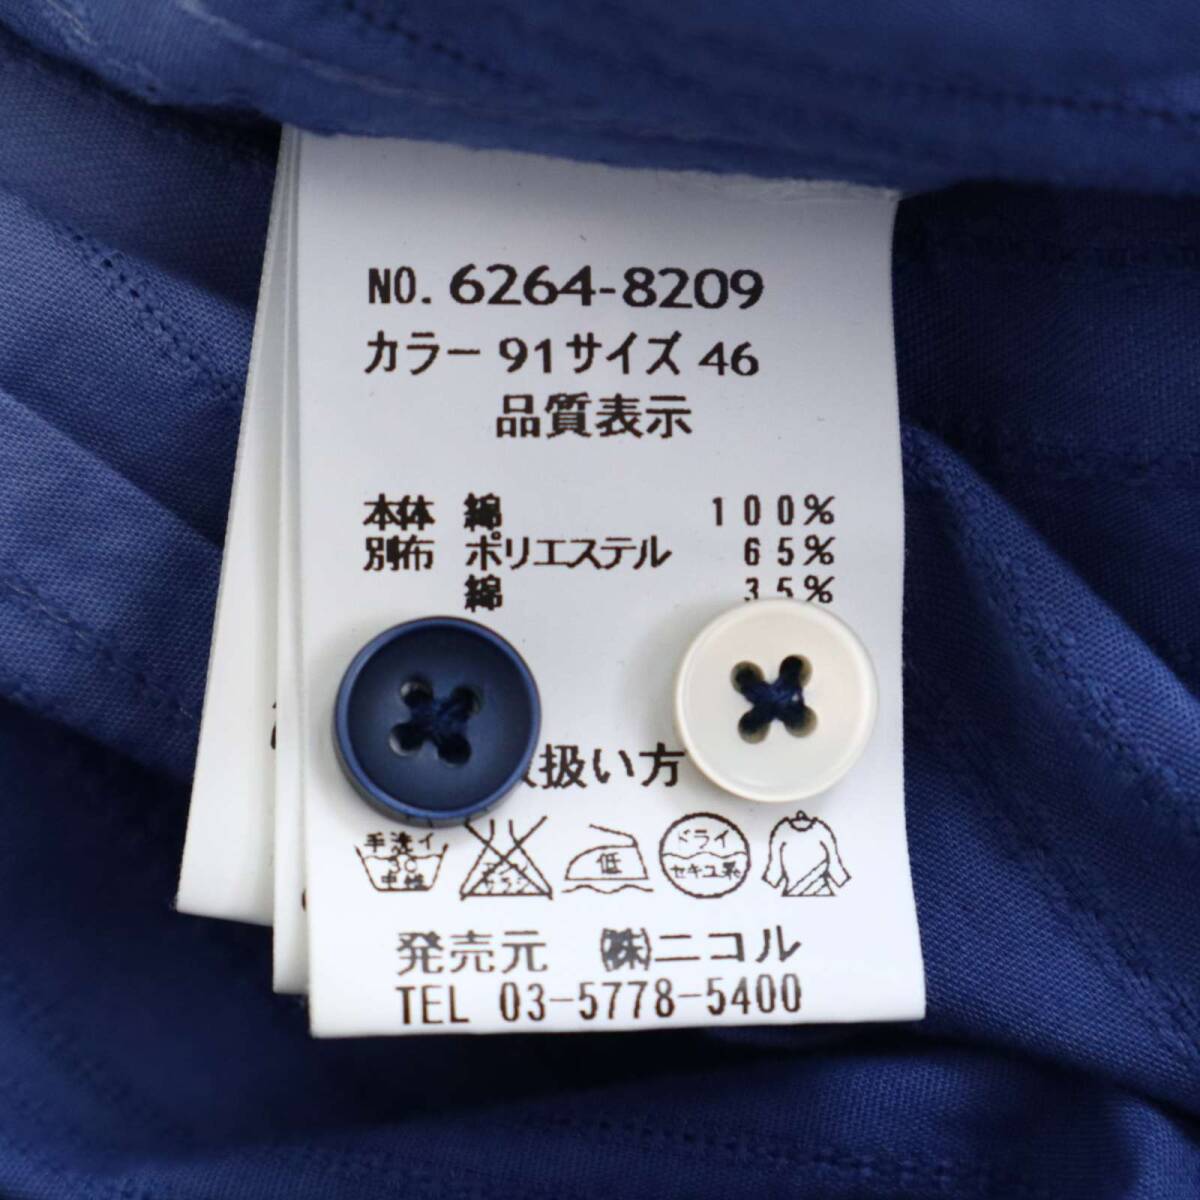 NO. 6264-8209
カラー 91 サイズ 46
品質表示
本体 綿 100%
別布 ポリエステル 65%
綿 35%
扱い方
手洗イ 30 中性
低
ドライ セキユ系
発売元 ㈱ニコル
TEL 03-5778-5400